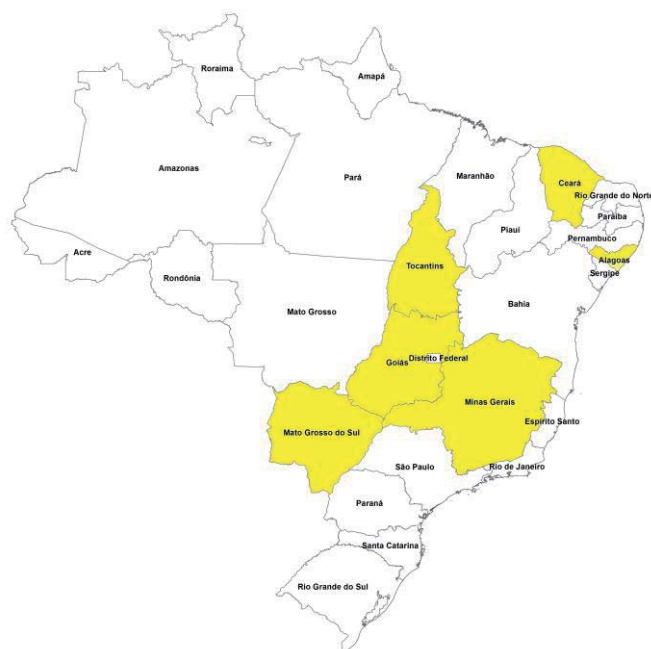 Roraima
Amapá
Amazonas
Pará
Maranhão
Ceará
Rio Grande do Norte
Paraíba
Piauí
Pernambuco
Acre
Rondônia
Tocantins
Alagoas
Sergipe
Mato Grosso
Bahia
Goiás
Distrito Federal
Minas Gerais
Mato Grosso do Sul
Espírito Santo
São Paulo
Rio de Janeiro
Paraná
Santa Catarina
Rio Grande do Sul